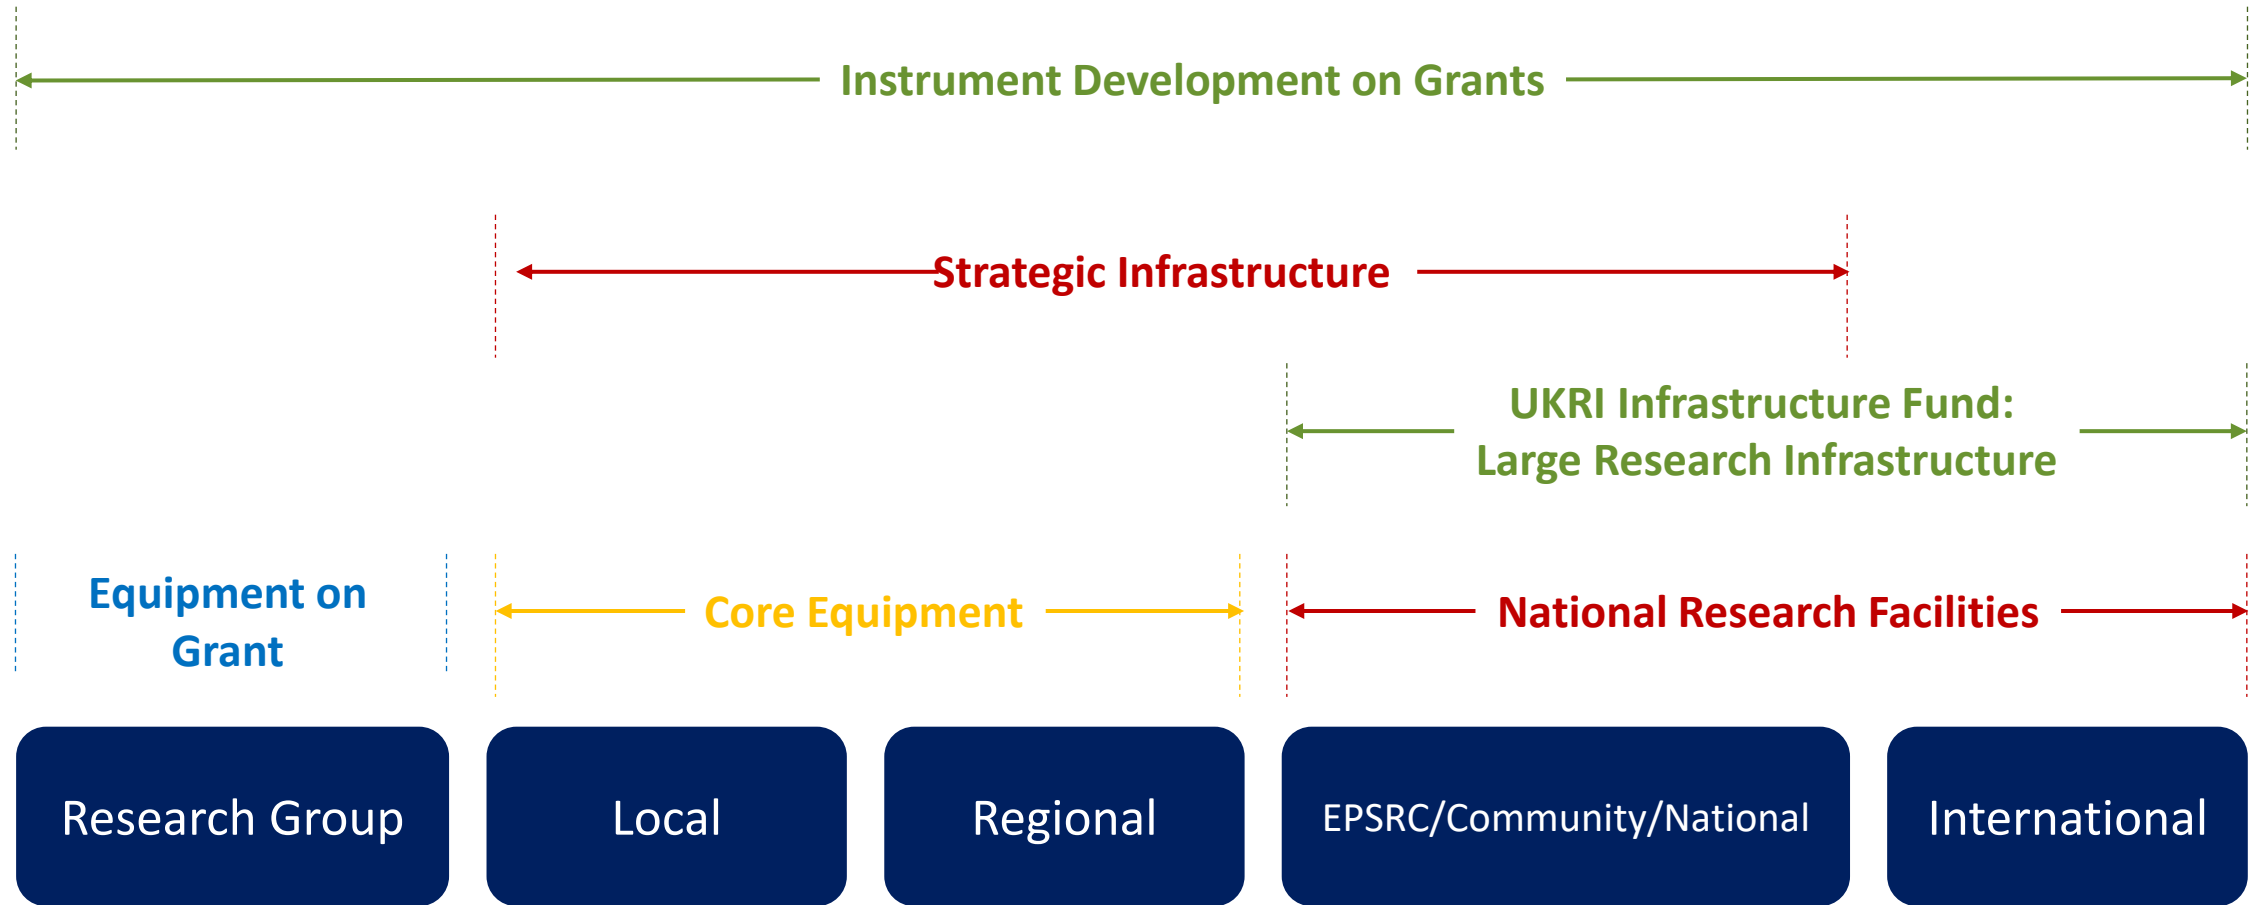 Instrument Development on Grants
Strategic Infrastructure
UKRI Infrastructure Fund:
Large Research Infrastructure
Equipment on
Grant
Core Equipment
National Research Facilities
Research Group
Local
Regional
EPSRC/Community/National
International